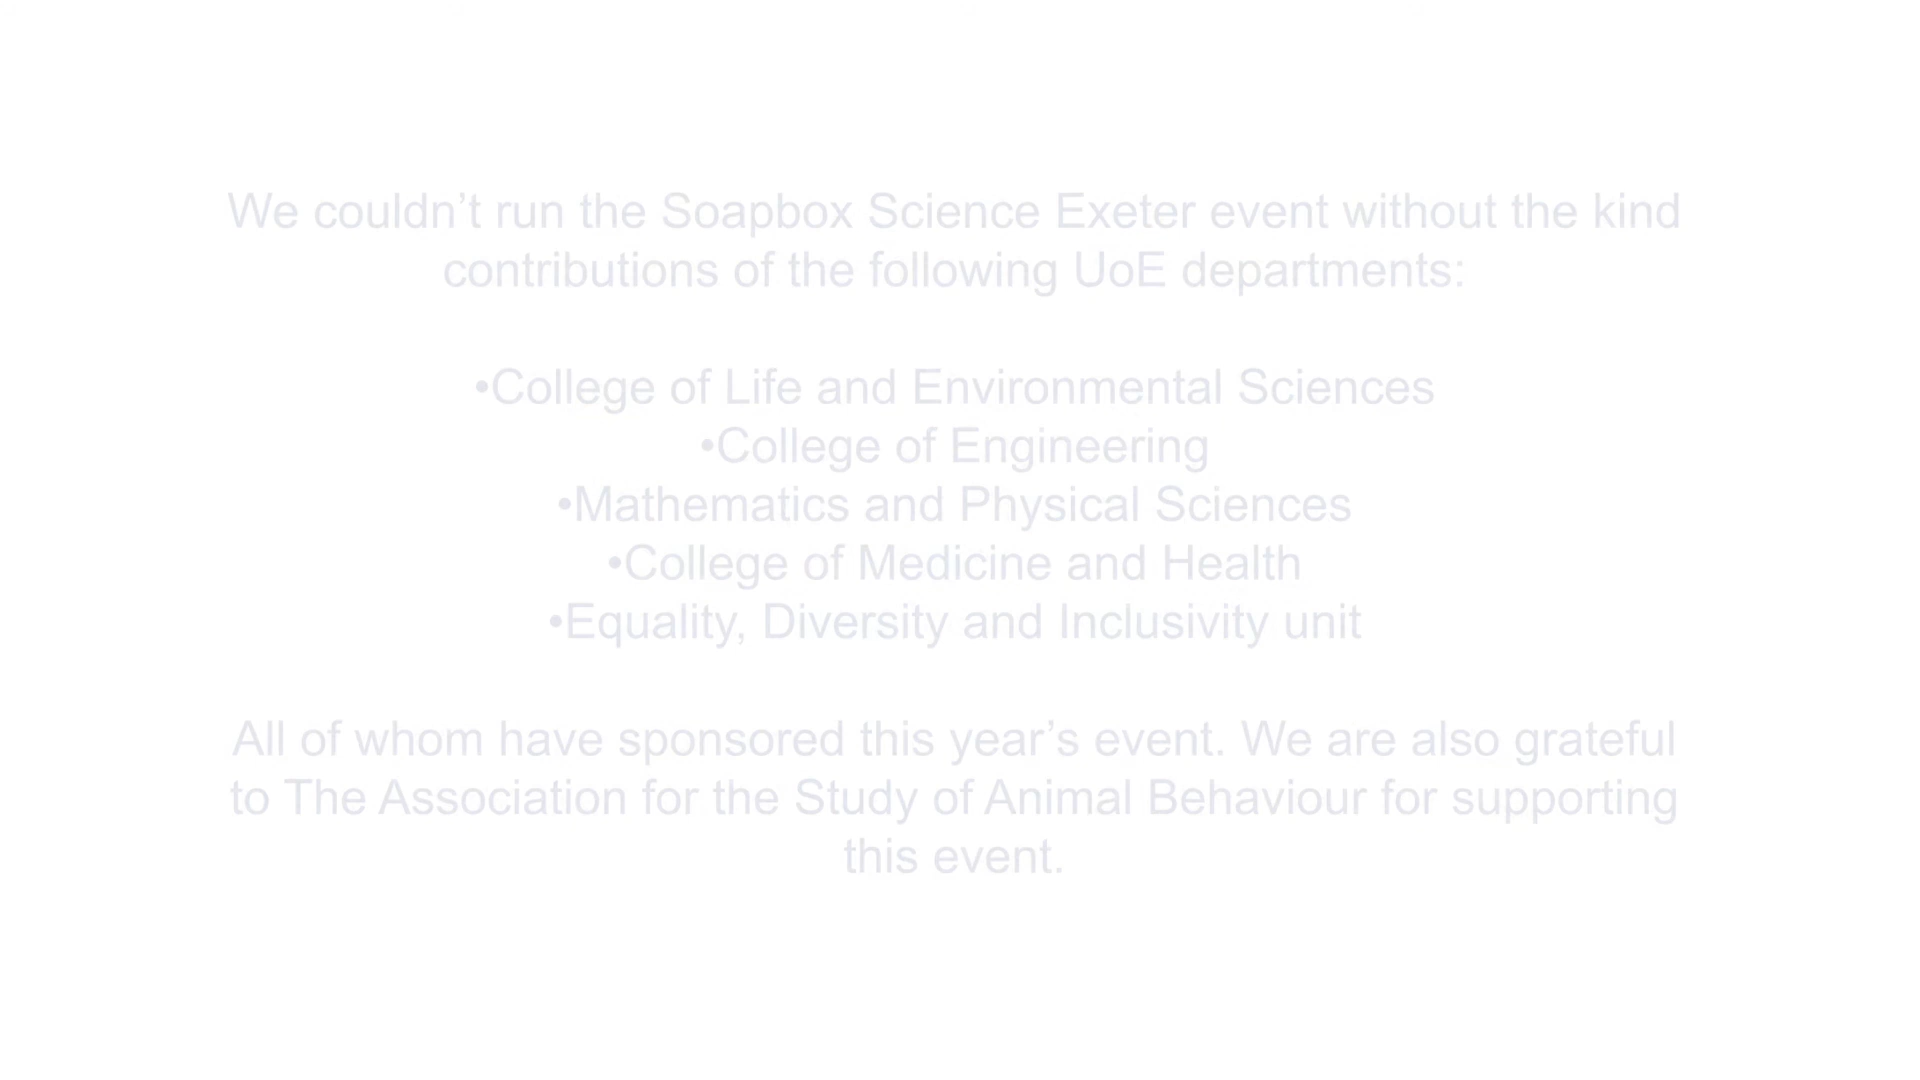 We couldn’t run the Soapbox Science Exeter event without the kind
contributions of the following UoE departments:
•College of Life and Environmental Sciences
•College of Engineering
•Mathematics and Physical Sciences
•College of Medicine and Health
•Equality, Diversity and Inclusivity unit
All of whom have sponsored this year’s event. We are also grateful
to The Association for the Study of Animal Behaviour for supporting
this event.